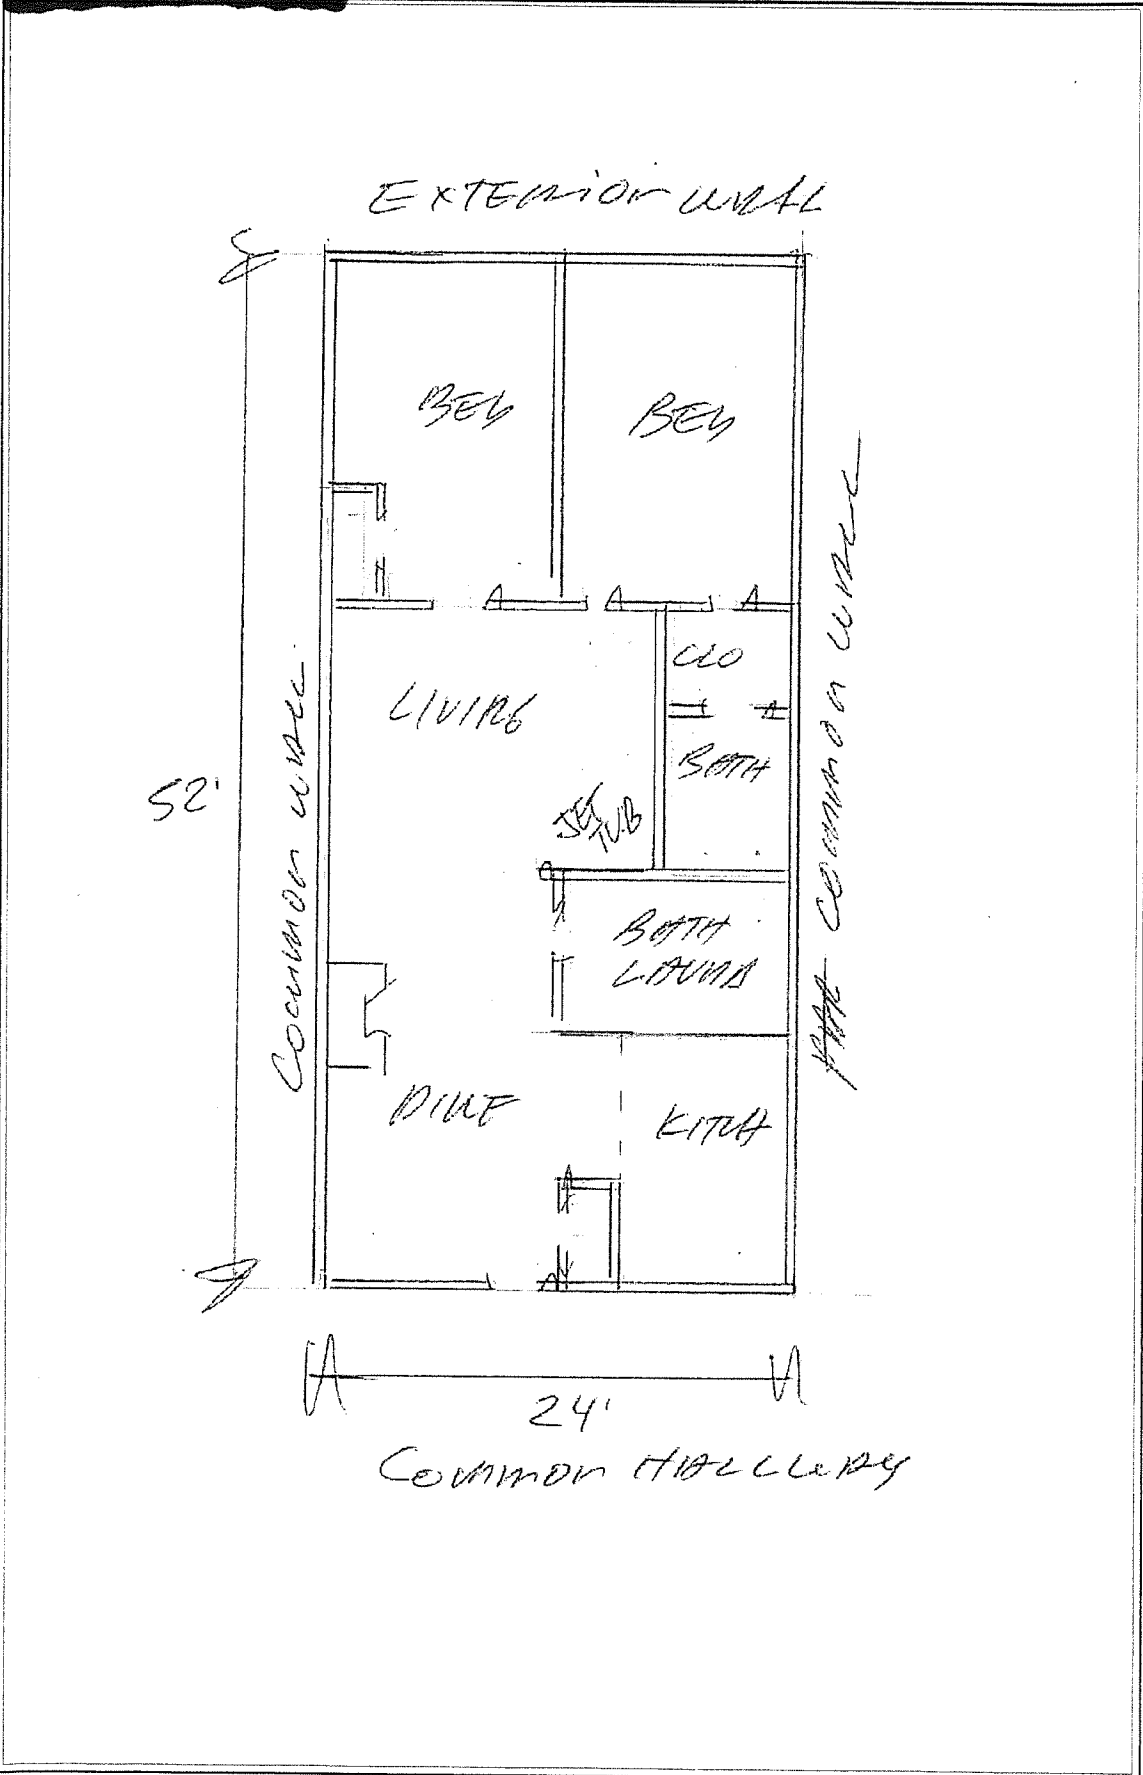 EXTERIOR WALL
BED
BED
COMMON WALL
CLO
LIVING
BATH
52'
COMMON WALL
JET
TUB
BATH
LAUND
DINE
KITCH
24'
COMMON HALLWAY